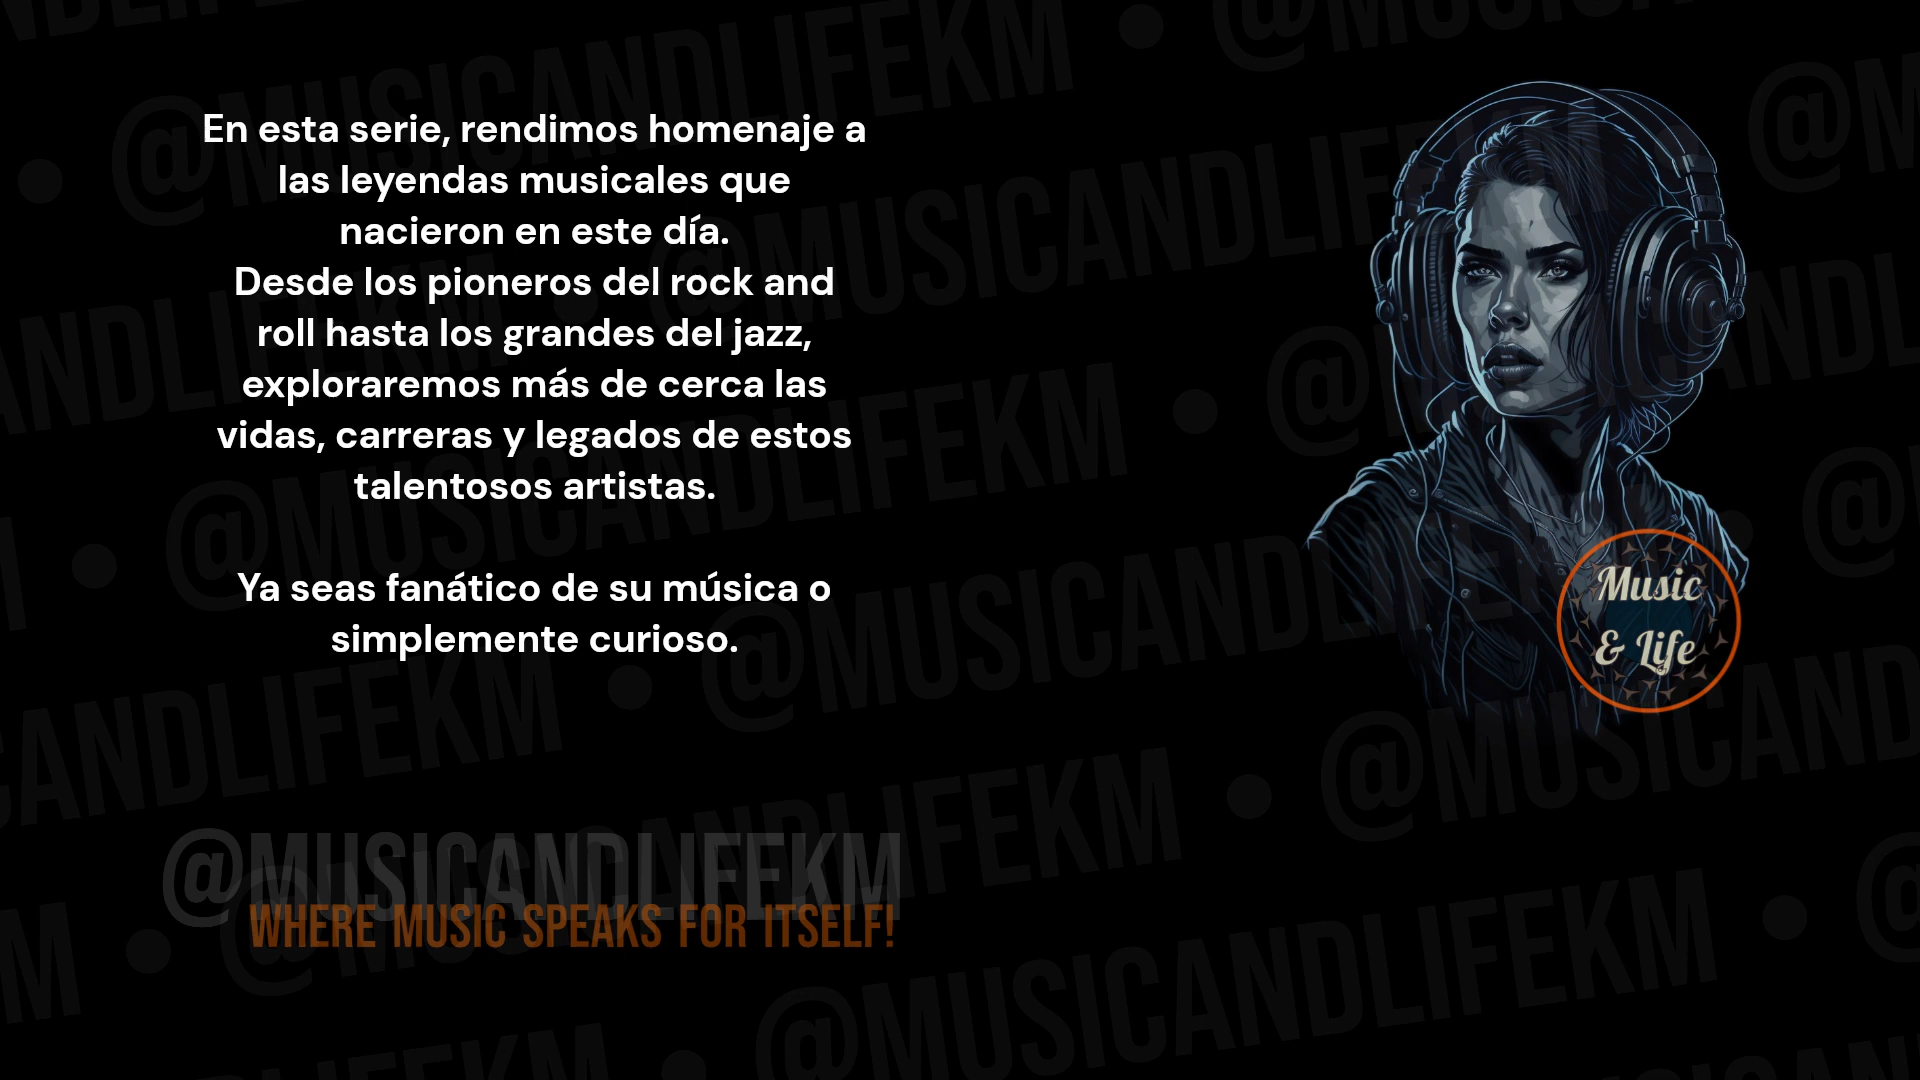 En esta serie, rendimos homenaje a
las leyendas musicales que
nacieron en este día.
Desde los pioneros del rock and
roll hasta los grandes del jazz,
exploraremos más de cerca las
vidas, carreras y legados de estos
talentosos artistas.
Ya seas fanático de su música o
simplemente curioso.
Music
& Life
@MUSICANDLIFEKM
WHERE MUSIC SPEAKS FOR ITSELF!